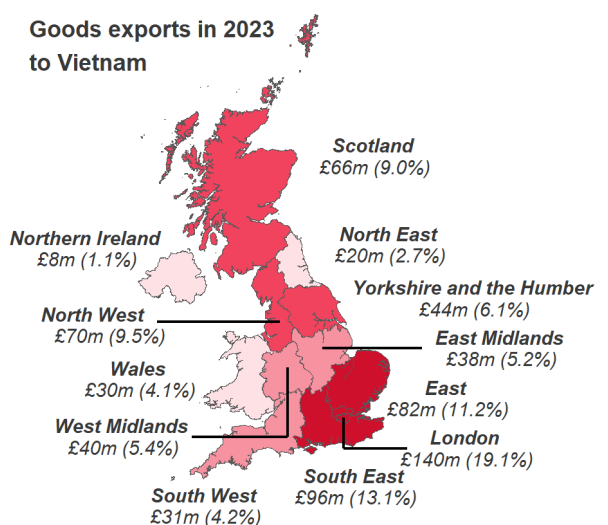 Goods exports in 2023
to Vietnam
Scotland
£66m (9.0%)
Northern Ireland
£8m (1.1%)
North East
£20m (2.7%)
Yorkshire and the Humber
£44m (6.1%)
North West
£70m (9.5%)
East Midlands
£38m (5.2%)
Wales
£30m (4.1%)
East
£82m (11.2%)
West Midlands
£40m (5.4%)
London
£140m (19.1%)
South East
£96m (13.1%)
South West
£31m (4.2%)